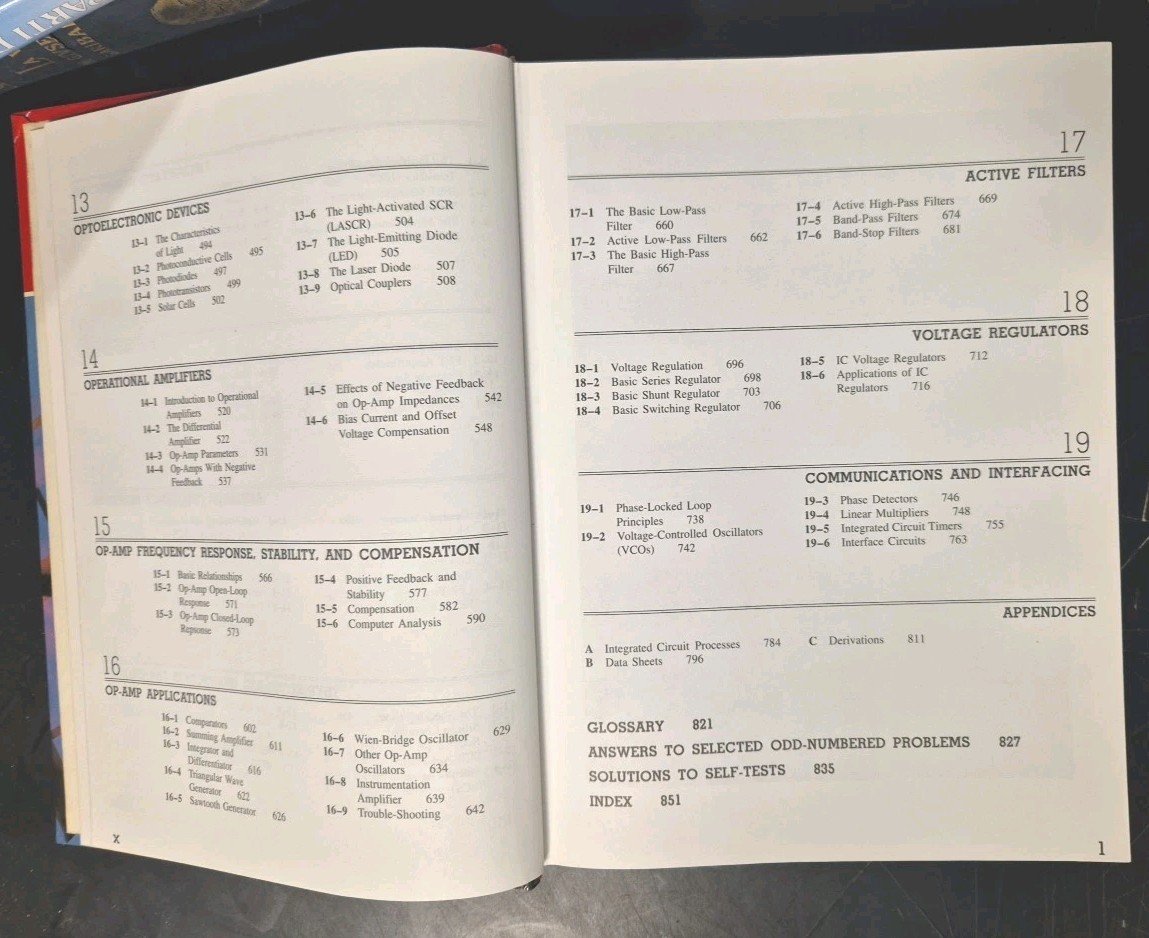 PARTI I
LA
13
OPTOELECTRONIC DEVICES
13–1 The Characteristics
of Light 494
13–2 Photoconductive Cells 495
13–3 Photodiodes 497
13–4 Phototransistors 499
13–5 Solar Cells 502
13–6 The Light-Activated SCR
(LASCR) 504
13–7 The Light-Emitting Diode
(LED) 505
13–8 The Laser Diode 507
13–9 Optical Couplers 508
14
OPERATIONAL AMPLIFIERS
14–1 Introduction to Operational
Amplifiers 520
14–2 The Differential
Amplifier 522
14–3 Op-Amp Parameters 531
14–4 Op-Amps With Negative
Feedback 537
14–5 Effects of Negative Feedback
on Op-Amp Impedances 542
14–6 Bias Current and Offset
Voltage Compensation 548
15
OP-AMP FREQUENCY RESPONSE, STABILITY, AND COMPENSATION
15–1 Basic Relationships 566
15–2 Op-Amp Open-Loop
Response 571
15–3 Op-Amp Closed-Loop
Repsonse 573
15–4 Positive Feedback and
Stability 577
15–5 Compensation 582
15–6 Computer Analysis 590
16
OP-AMP APPLICATIONS
16–1 Comparators 602
16–2 Summing Amplifier 611
16–3 Integrator and
Differentiator 616
16–4 Triangular Wave
Generator 622
16–5 Sawtooth Generator 626
16–6 Wien-Bridge Oscillator 629
16–7 Other Op-Amp
Oscillators 634
16–8 Instrumentation
Amplifier 639
16–9 Trouble-Shooting 642
X
17
ACTIVE FILTERS
17–1 The Basic Low-Pass
Filter 660
17–2 Active Low-Pass Filters 662
17–3 The Basic High-Pass
Filter 667
17–4 Active High-Pass Filters 669
17–5 Band-Pass Filters 674
17–6 Band-Stop Filters 681
18
VOLTAGE REGULATORS
18–1 Voltage Regulation 696
18–2 Basic Series Regulator 698
18–3 Basic Shunt Regulator 703
18–4 Basic Switching Regulator 706
18–5 IC Voltage Regulators 712
18–6 Applications of IC
Regulators 716
19
COMMUNICATIONS AND INTERFACING
19–1 Phase-Locked Loop
Principles 738
19–2 Voltage-Controlled Oscillators
(VCOs) 742
19–3 Phase Detectors 746
19–4 Linear Multipliers 748
19–5 Integrated Circuit Timers 755
19–6 Interface Circuits 763
APPENDICES
A Integrated Circuit Processes 784
B Data Sheets 796
C Derivations 811
GLOSSARY 821
ANSWERS TO SELECTED ODD-NUMBERED PROBLEMS 827
SOLUTIONS TO SELF-TESTS 835
INDEX 851
1